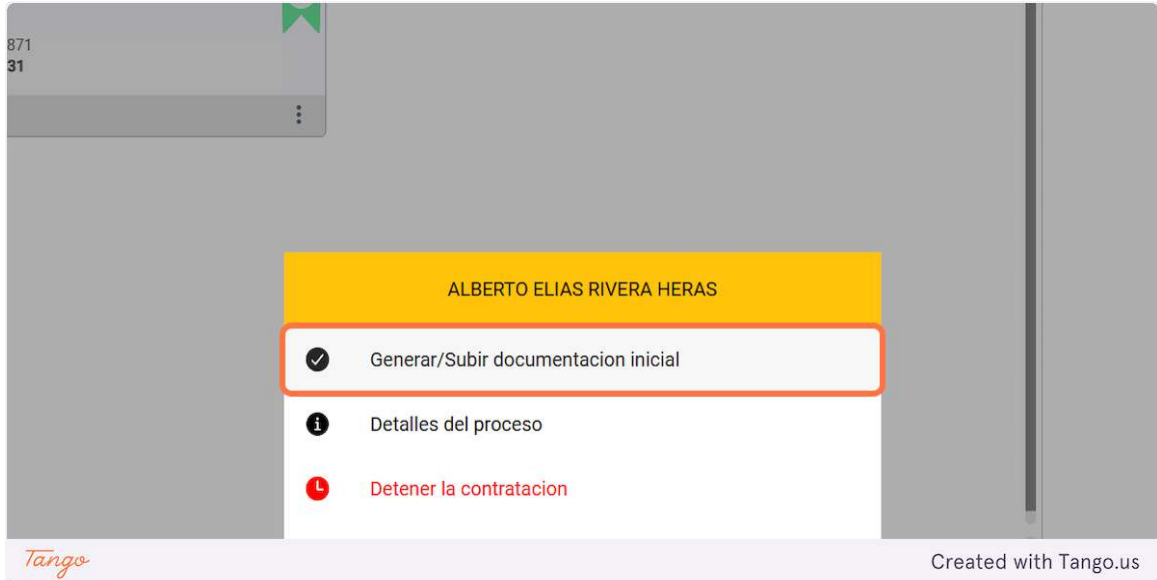 871
31
ALBERTO ELIAS RIVERA HERAS
Generar/Subir documentacion inicial
Detalles del proceso
Detener la contratacion
Tango
Created with Tango.us